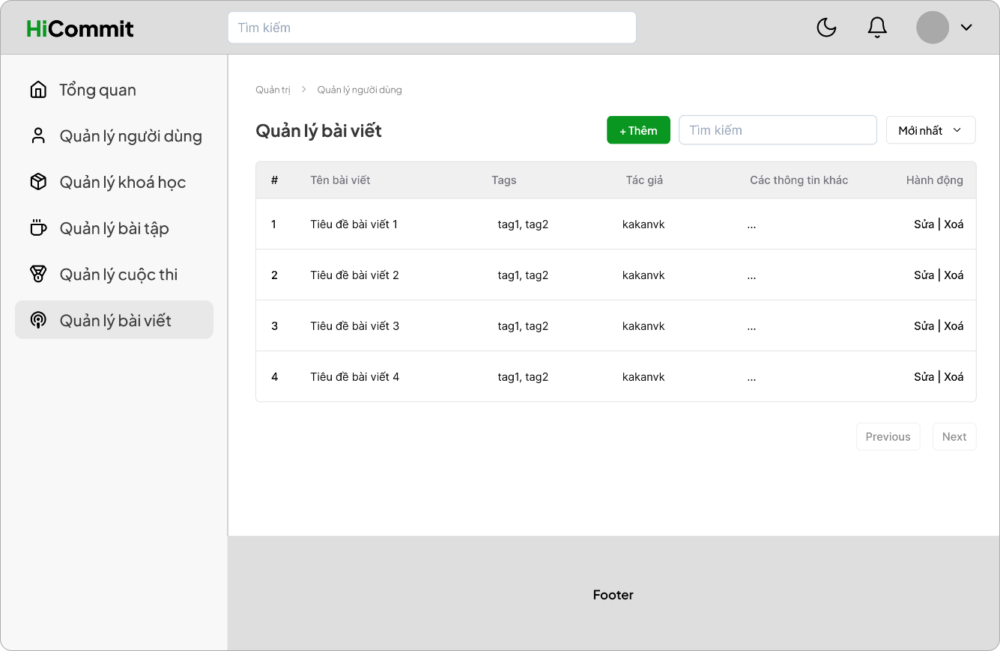 HiCommit
Tìm kiếm
Tổng quan
Quản lý người dùng
Quản lý khoá học
Quản lý bài tập
Quản lý cuộc thi
Quản lý bài viết
Quản trị > Quản lý người dùng
Quản lý bài viết
+ Thêm
Tìm kiếm
Mới nhất
# Tên bài viết Tags Tác giả Các thông tin khác Hành động
1 Tiêu đề bài viết 1 tag1, tag2 kakanvk ... Sửa | Xoá
2 Tiêu đề bài viết 2 tag1, tag2 kakanvk ... Sửa | Xoá
3 Tiêu đề bài viết 3 tag1, tag2 kakanvk ... Sửa | Xoá
4 Tiêu đề bài viết 4 tag1, tag2 kakanvk ... Sửa | Xoá
Previous Next
Footer